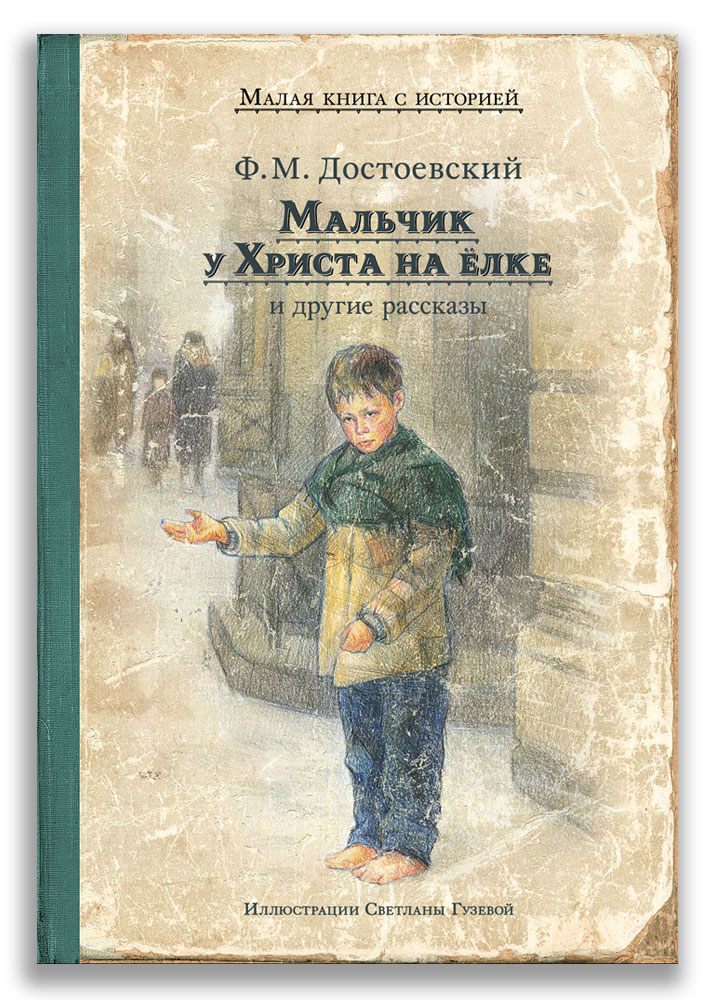 Малая книга с историей
Ф. М. Достоевский
Мальчик
у Христа на ёлке
и другие рассказы
Иллюстрации Светланы Гузевой